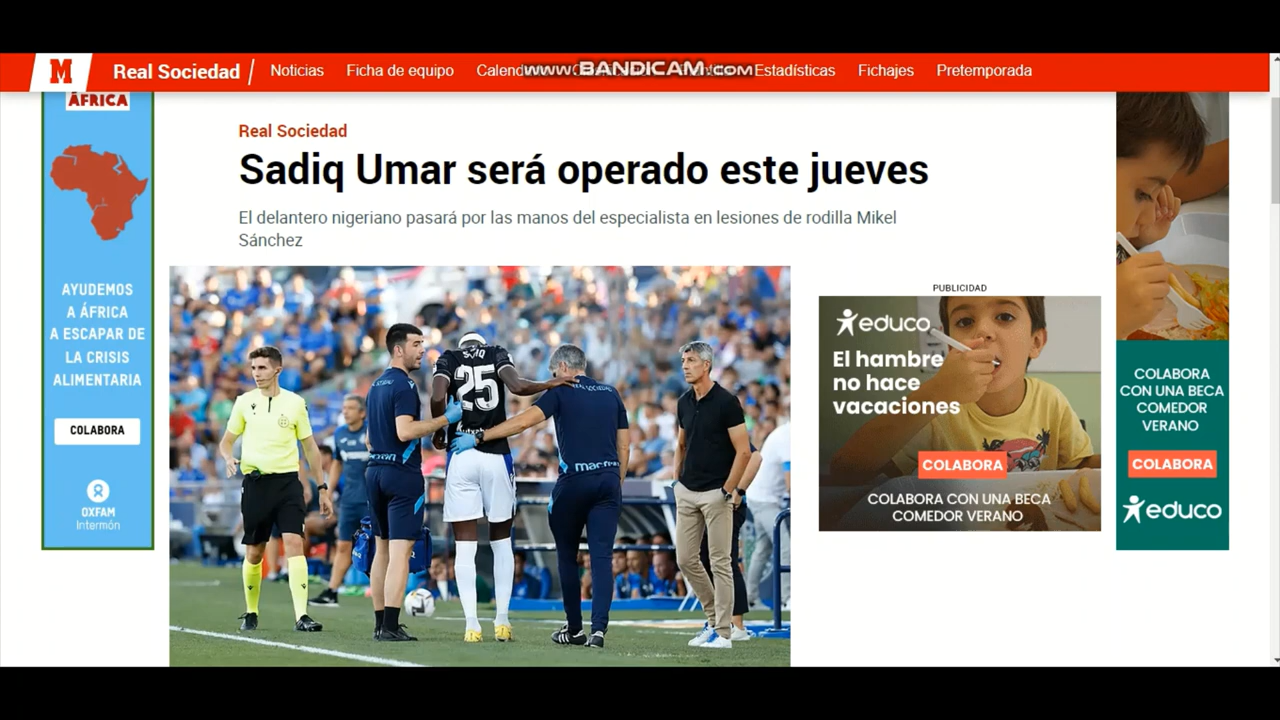 M
Real Sociedad
Noticias
Ficha de equipo
www.BANDICAM.com
Estadísticas
Fichajes
Pretemporada
ÁFRICA
AYUDEMOS
A ÁFRICA
A ESCAPAR DE
LA CRISIS
ALIMENTARIA
COLABORA
OXFAM
Intermón
Real Sociedad
Sadiq Umar será operado este jueves
El delantero nigeriano pasará por las manos del especialista en lesiones de rodilla Mikel
Sánchez
SADIQ
25
macron
PUBLICIDAD
educo
El hambre
no hace
vacaciones
COLABORA
COLABORA CON UNA BECA
COMEDOR VERANO
COLABORA
CON UNA BECA
COMEDOR
VERANO
COLABORA
educo